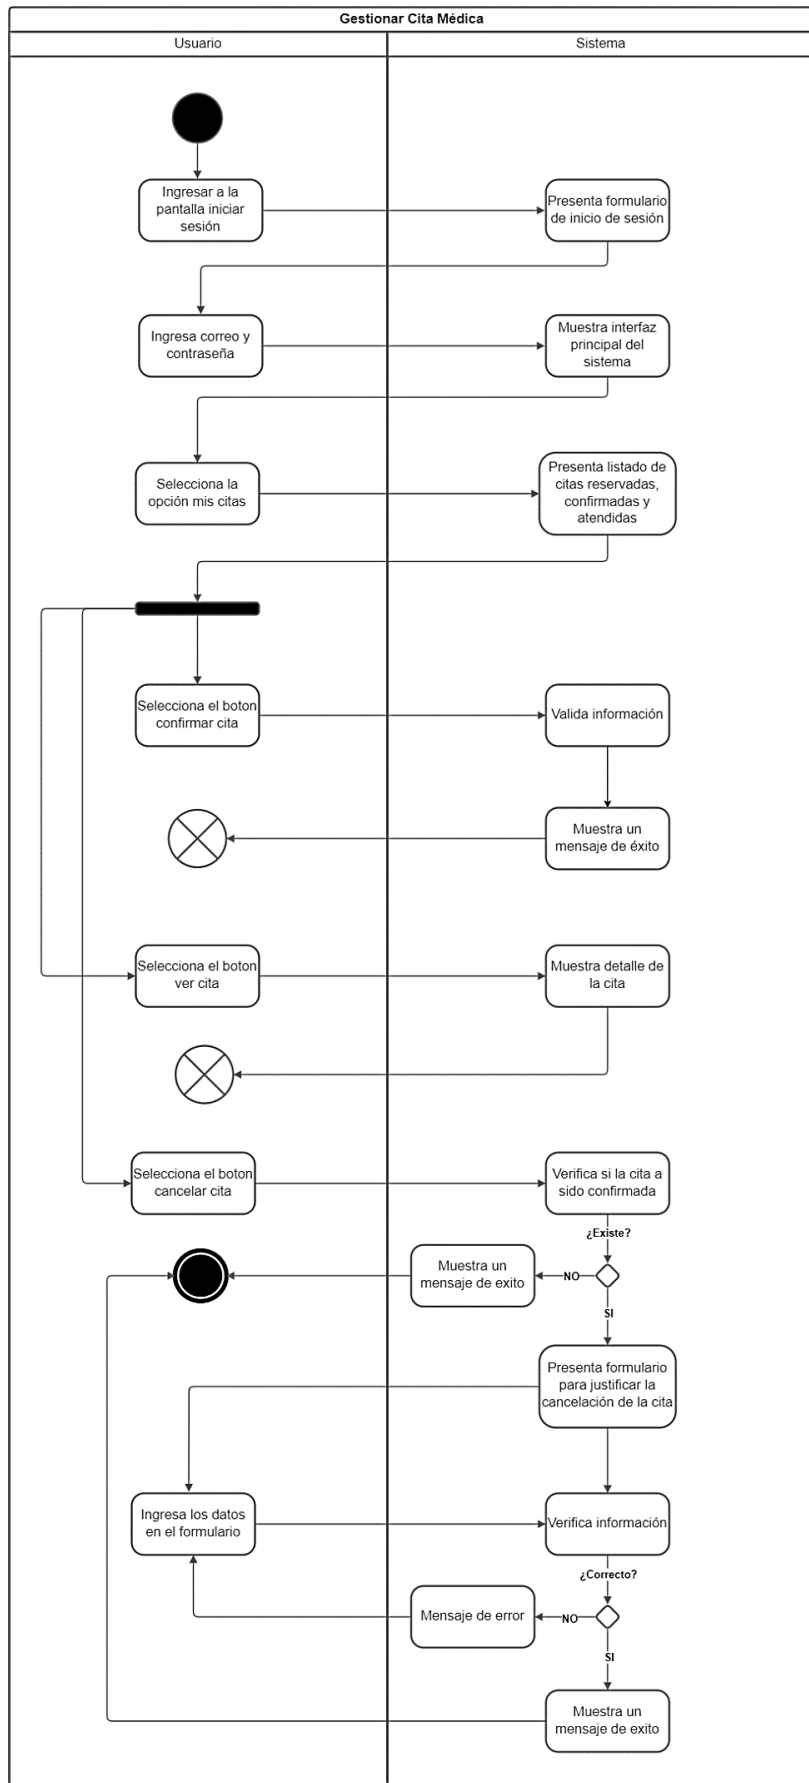 Gestionar Cita Médica
Usuario
Sistema
Ingresar a la
pantalla iniciar
sesión
Presenta formulario
de inicio de sesión
Ingresa correo y
contraseña
Muestra interfaz
principal del
sistema
Selecciona la
opción mis citas
Presenta listado de
citas reservadas,
confirmadas y
atendidas
Selecciona el boton
confirmar cita
Valida información
Muestra un
mensaje de éxito
Selecciona el boton
ver cita
Muestra detalle de
la cita
Selecciona el boton
cancelar cita
Verifica si la cita a
sido confirmada
¿Existe?
Muestra un
mensaje de exito
NO
SI
Presenta formulario
para justificar la
cancelación de la cita
Ingresa los datos
en el formulario
Verifica información
¿Correcto?
Mensaje de error
NO
SI
Muestra un
mensaje de exito